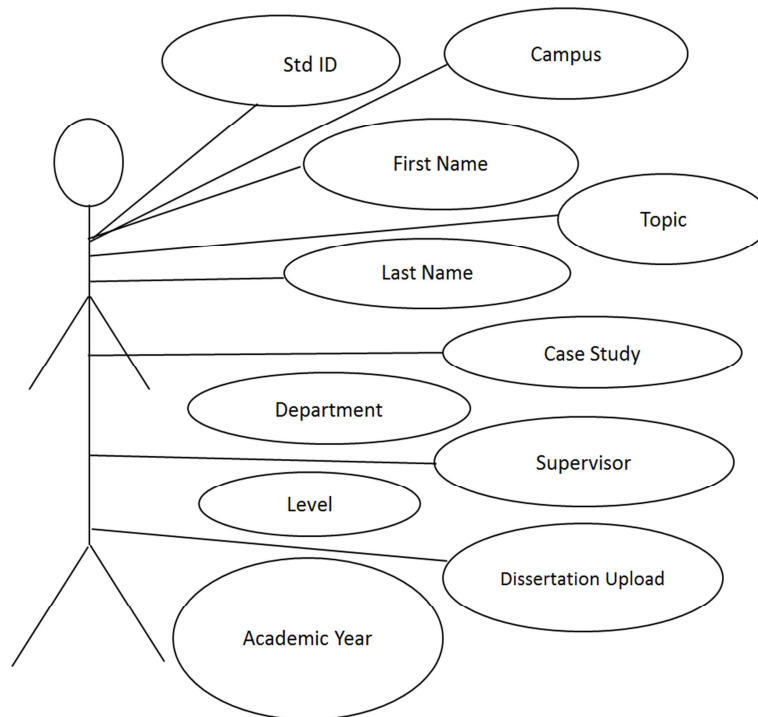 Std ID
Campus
First Name
Topic
Last Name
Case Study
Department
Supervisor
Level
Dissertation Upload
Academic Year